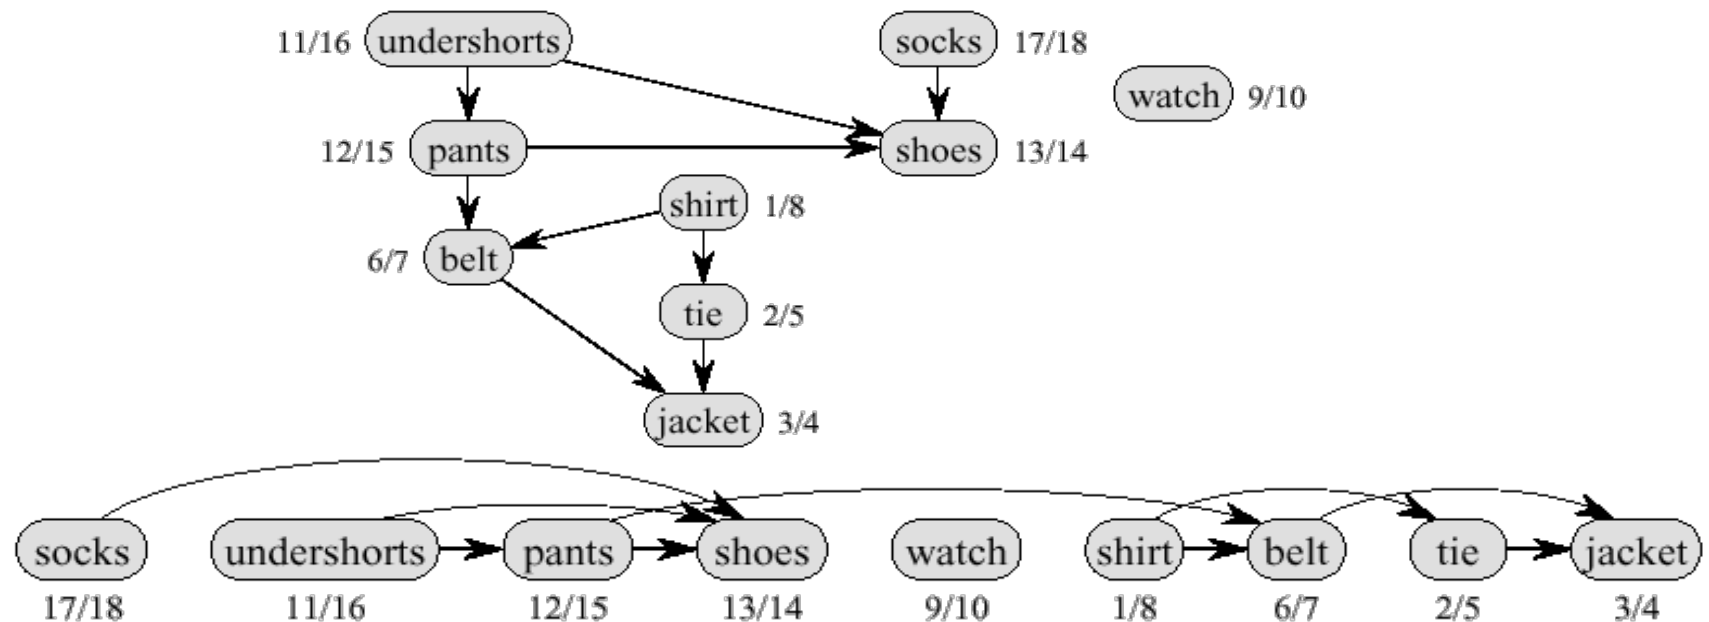 11/16 undershorts socks 17/18
watch 9/10
12/15 pants shoes 13/14
shirt 1/8
6/7 belt
tie 2/5
jacket 3/4
socks undershorts pants shoes watch shirt belt tie jacket
17/18 11/16 12/15 13/14 9/10 1/8 6/7 2/5 3/4